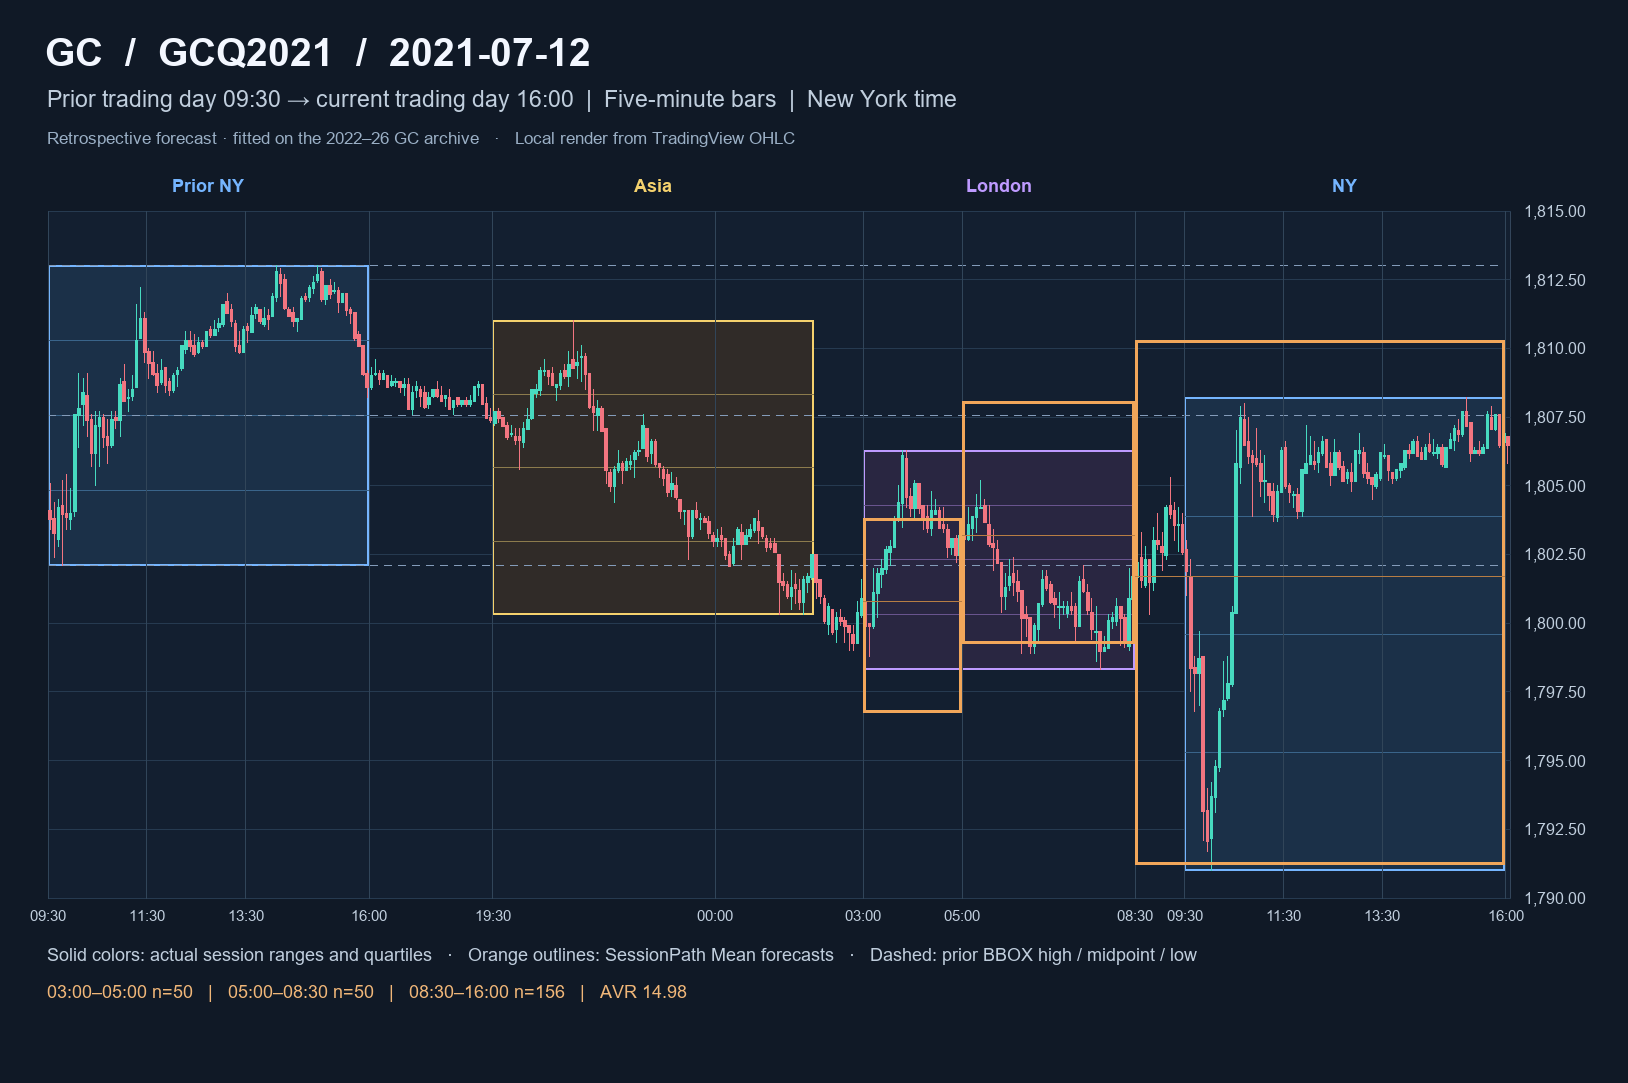 GC / GCQ2021 / 2021-07-12
Prior trading day 09:30 → current trading day 16:00 | Five-minute bars | New York time
Retrospective forecast · fitted on the 2022–26 GC archive · Local render from TradingView OHLC
Prior NY Asia London NY
1,815.00
1,812.50
1,810.00
1,807.50
1,805.00
1,802.50
1,800.00
1,797.50
1,795.00
1,792.50
1,790.00
09:30 11:30 13:30 16:00 19:30 00:00 03:00 05:00 08:30 09:30 11:30 13:30 16:00
Solid colors: actual session ranges and quartiles · Orange outlines: SessionPath Mean forecasts · Dashed: prior BBOX high / midpoint / low
03:00–05:00 n=50 | 05:00–08:30 n=50 | 08:30–16:00 n=156 | AVR 14.98